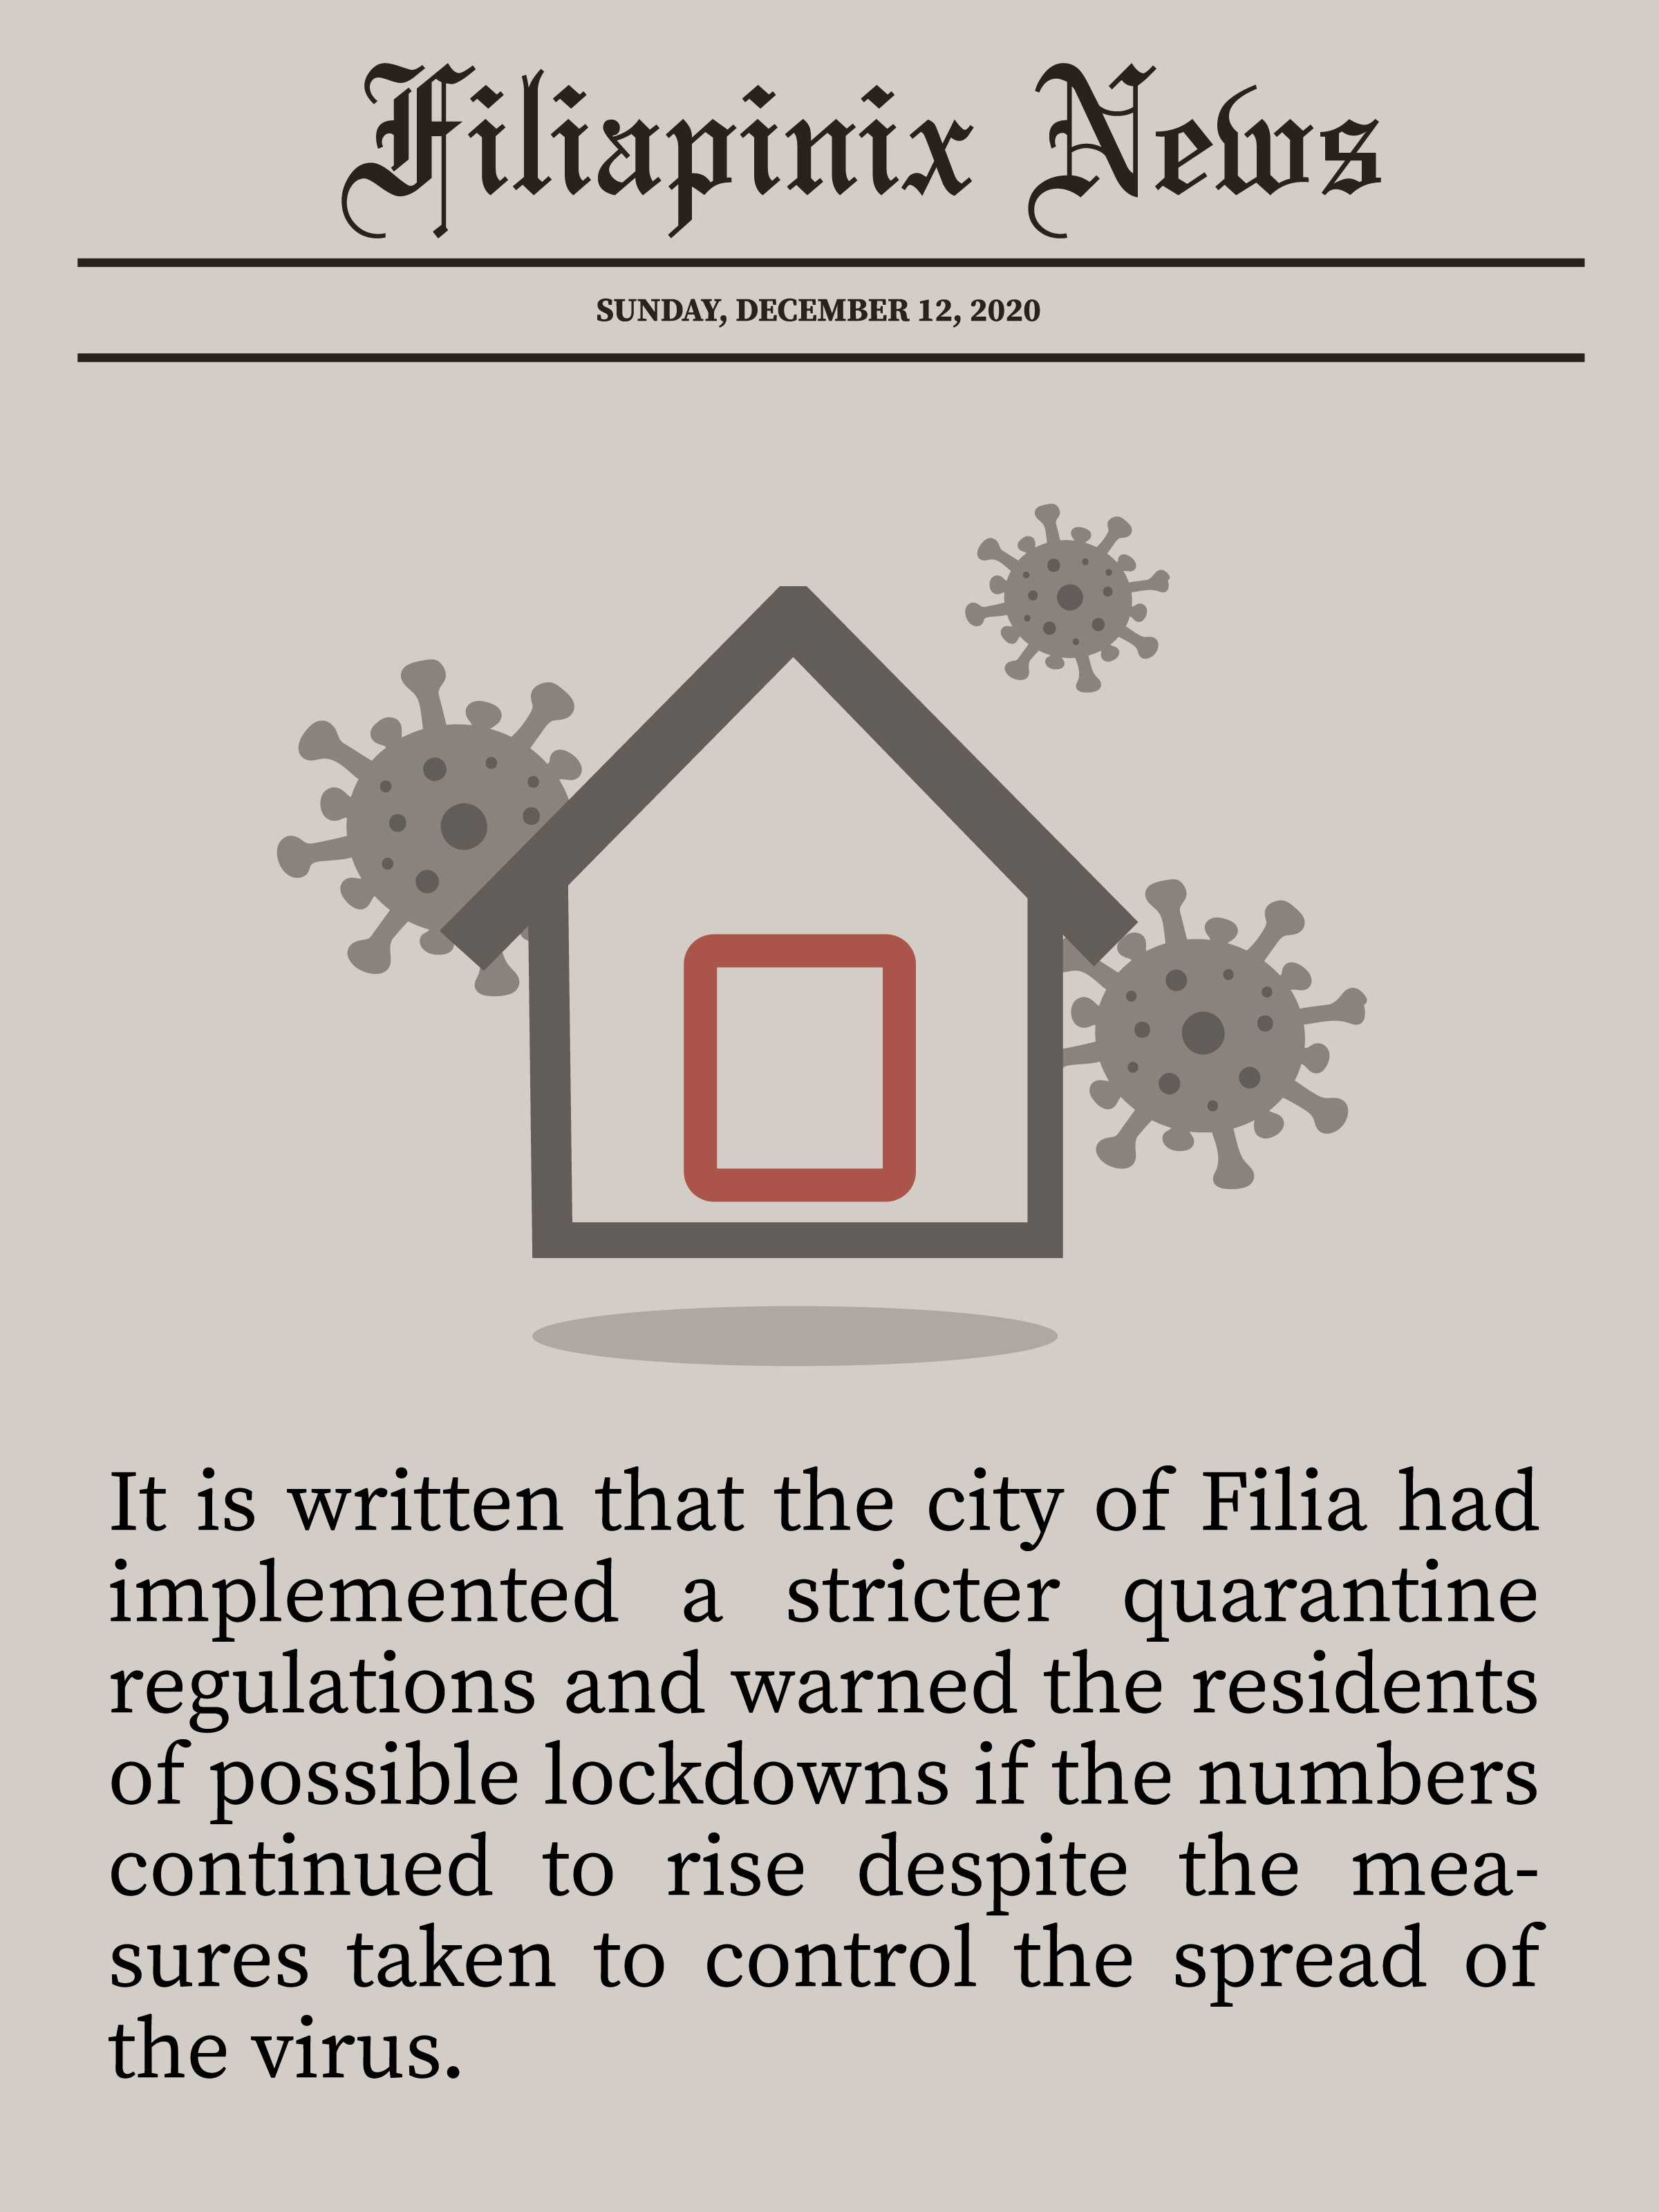 Filiapinix News
SUNDAY, DECEMBER 12, 2020
It is written that the city of Filia had
implemented a stricter quarantine
regulations and warned the residents
of possible lockdowns if the numbers
continued to rise despite the mea-
sures taken to control the spread of
the virus.